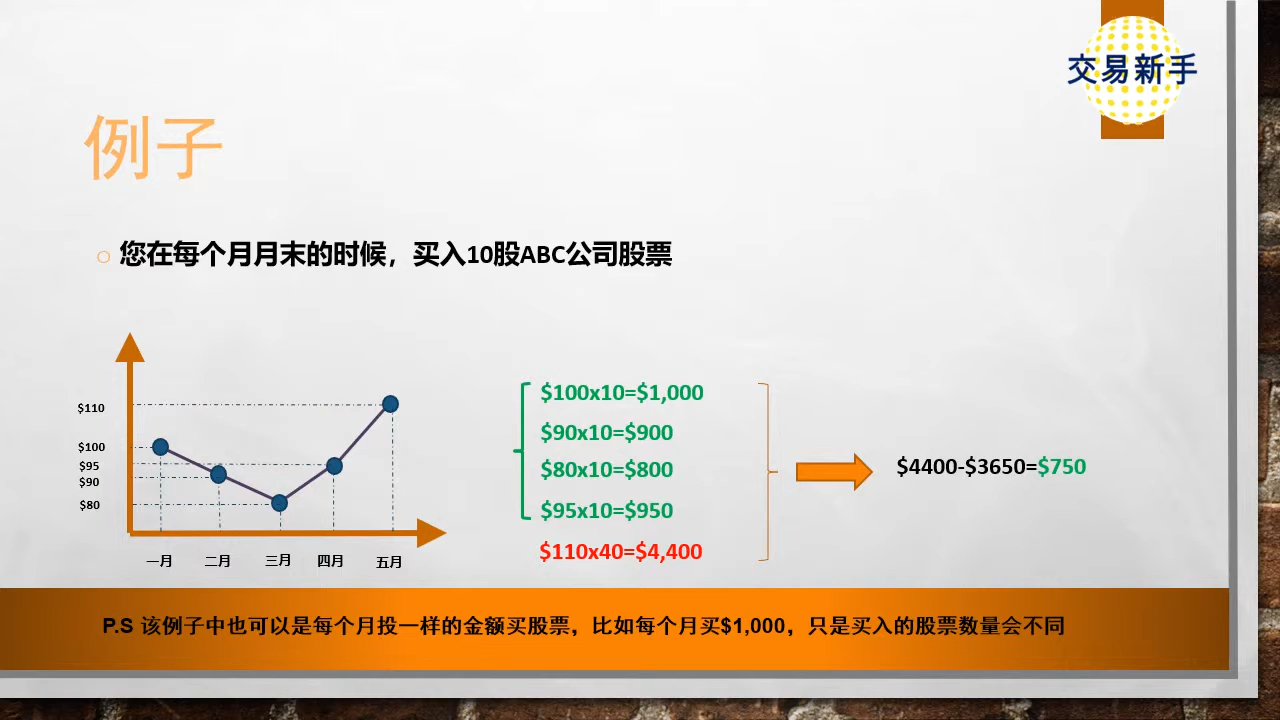 交易新手
例子
您在每个月月末的时候，买入10股ABC公司股票
$110
$100
$95
$90
$80
一月 二月 三月 四月 五月
$100x10=$1,000
$90x10=$900
$80x10=$800
$95x10=$950
$110x40=$4,400
$4400-$3650=$750
P.S 该例子中也可以是每个月投一样的金额买股票，比如每个月买$1,000，只是买入的股票数量会不同